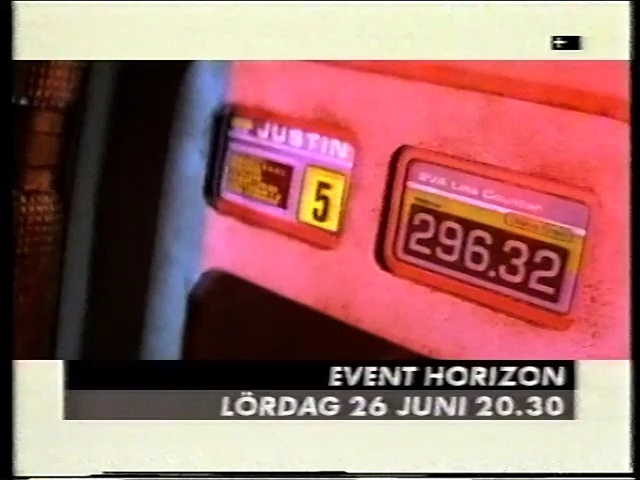 JUSTIN
5
EVA Line Counter
296.32
EVENT HORIZON
LÖRDAG 26 JUNI 20.30